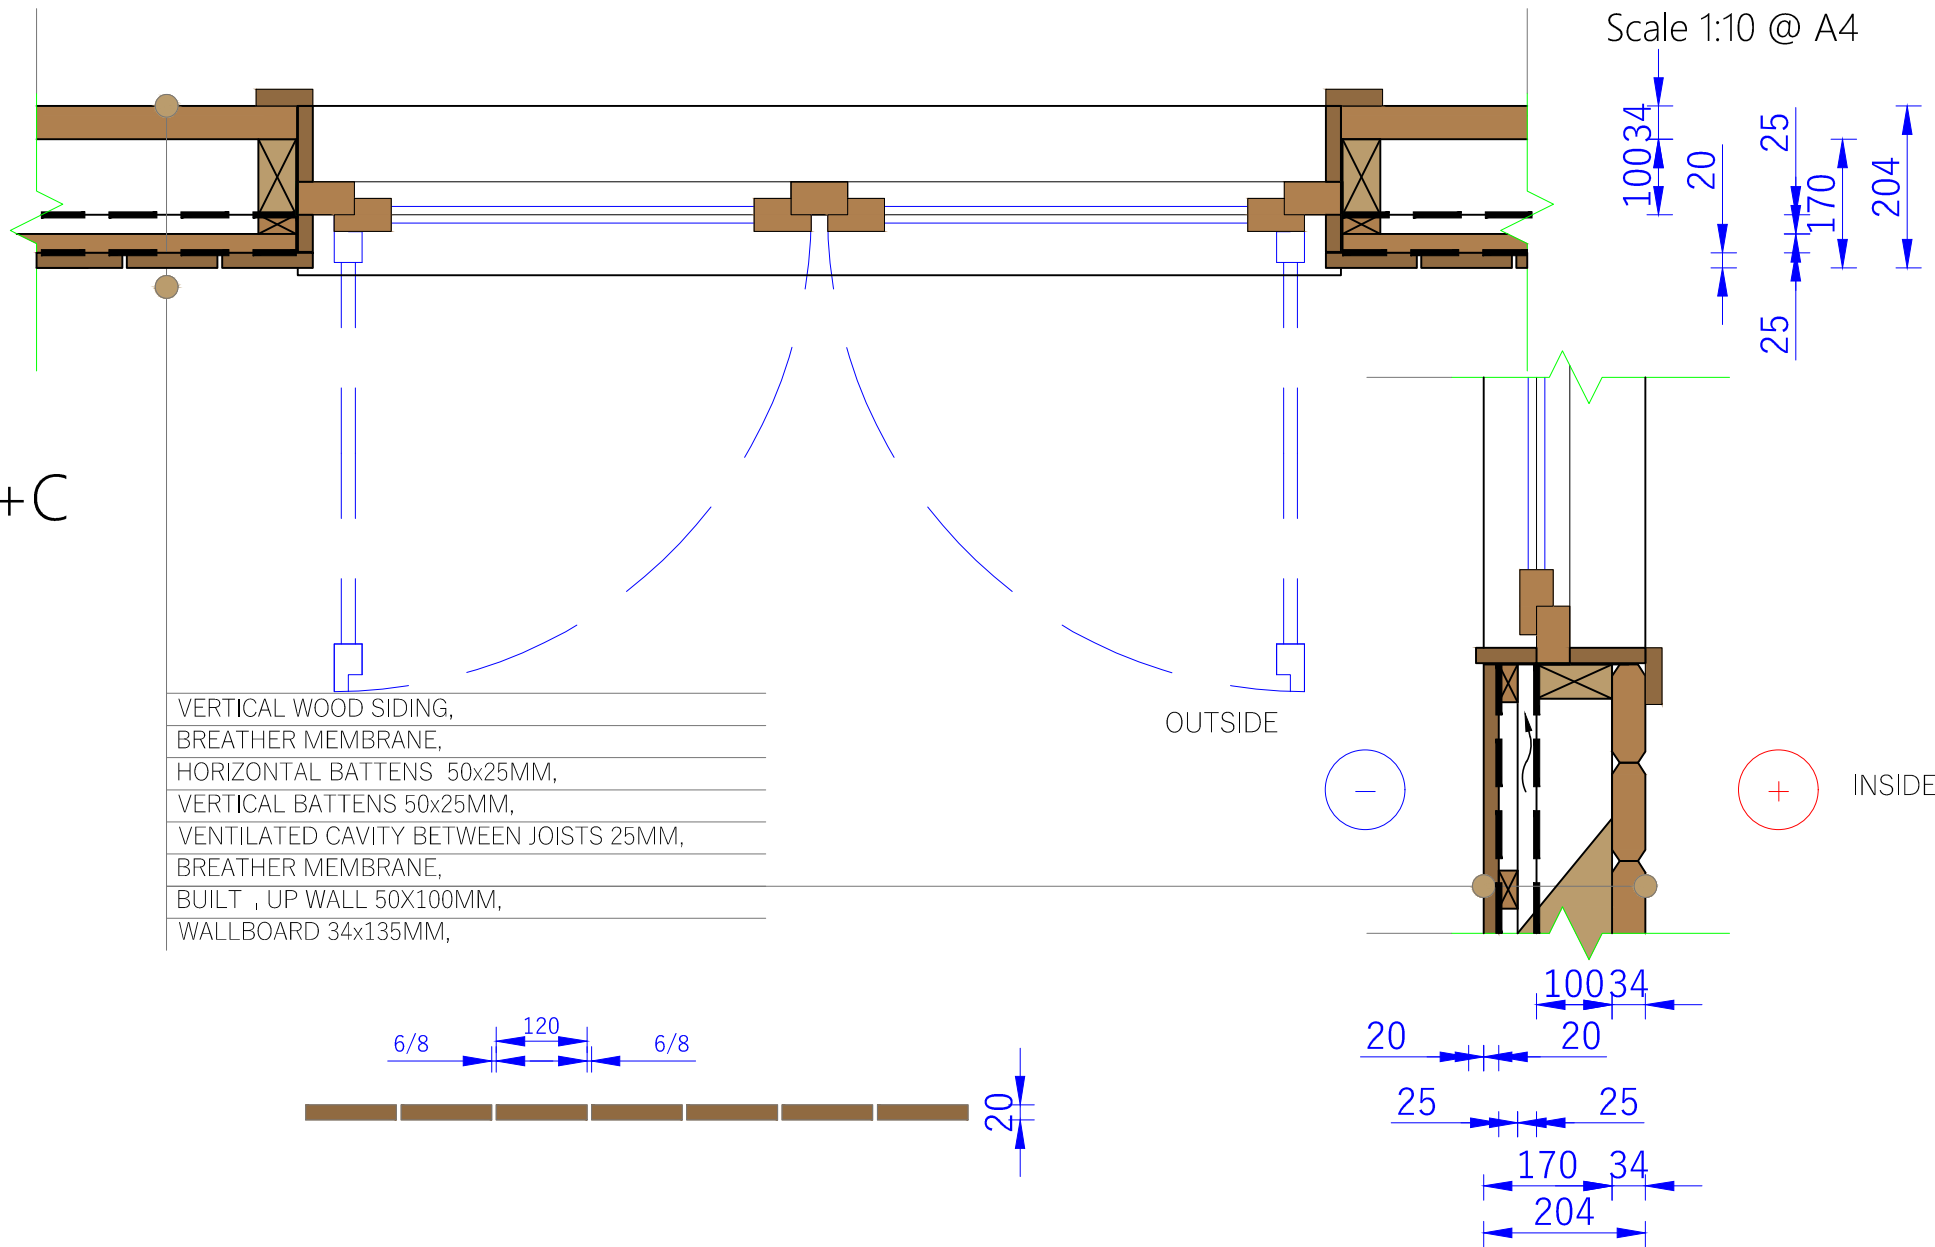 Scale 1:10 @ A4
34
100
20
25
170
204
25
+C
VERTICAL WOOD SIDING,
BREATHER MEMBRANE,
HORIZONTAL BATTENS 50x25MM,
VERTICAL BATTENS 50x25MM,
VENTILATED CAVITY BETWEEN JOISTS 25MM,
BREATHER MEMBRANE,
BUILT , UP WALL 50X100MM,
WALLBOARD 34x135MM,
OUTSIDE
−
+
INSIDE
6/8
120
6/8
20
100 34
20 20
25 25
170 34
204